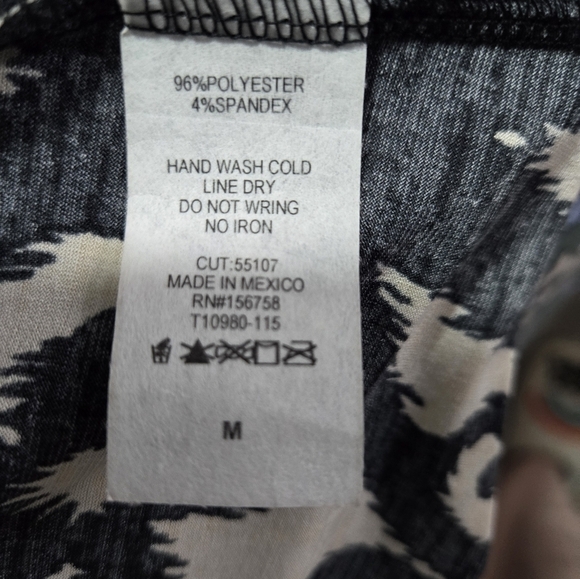 96%POLYESTER
4%SPANDEX
HAND WASH COLD
LINE DRY
DO NOT WRING
NO IRON
CUT:55107
MADE IN MEXICO
RN#156758
T10980-115
M